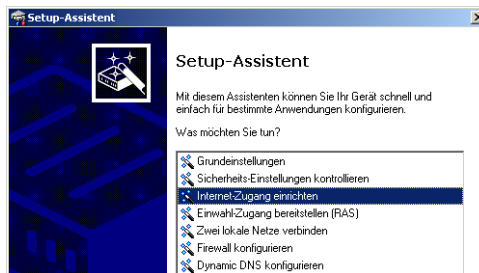 Setup-Assistent
Setup-Assistent
Mit diesem Assistenten können Sie Ihr Gerät schnell und
einfach für bestimmte Anwendungen konfigurieren.
Was möchten Sie tun?
Grundeinstellungen
Sicherheits-Einstellungen kontrollieren
Internet-Zugang einrichten
Einwahl-Zugang bereitstellen (RAS)
Zwei lokale Netze verbinden
Firewall konfigurieren
Dynamic DNS konfigurieren